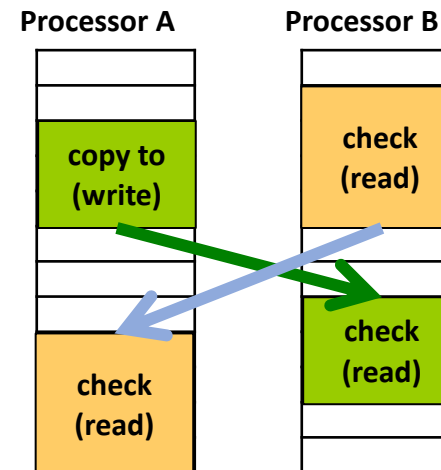 Processor A
Processor B
copy to
(write)
check
(read)
check
(read)
check
(read)